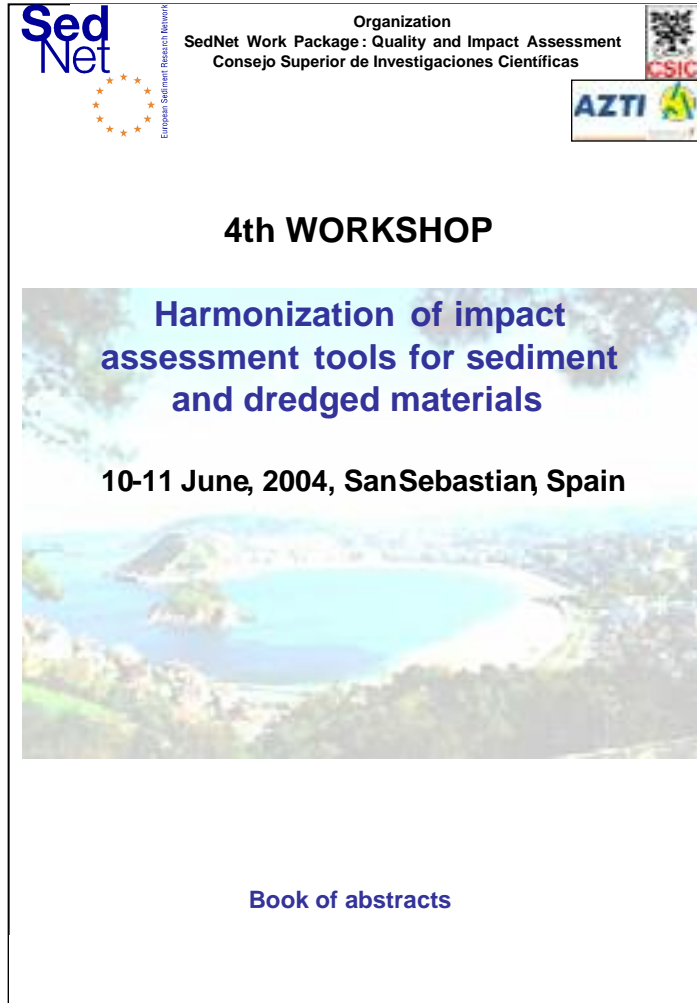 Sed
Net
European Sediment Research Network
Organization
SedNet Work Package: Quality and Impact Assessment
Consejo Superior de Investigaciones Científicas
CSIC
AZTI
4th WORKSHOP
Harmonization of impact
assessment tools for sediment
and dredged materials
10-11 June, 2004, SanSebastian, Spain
Book of abstracts